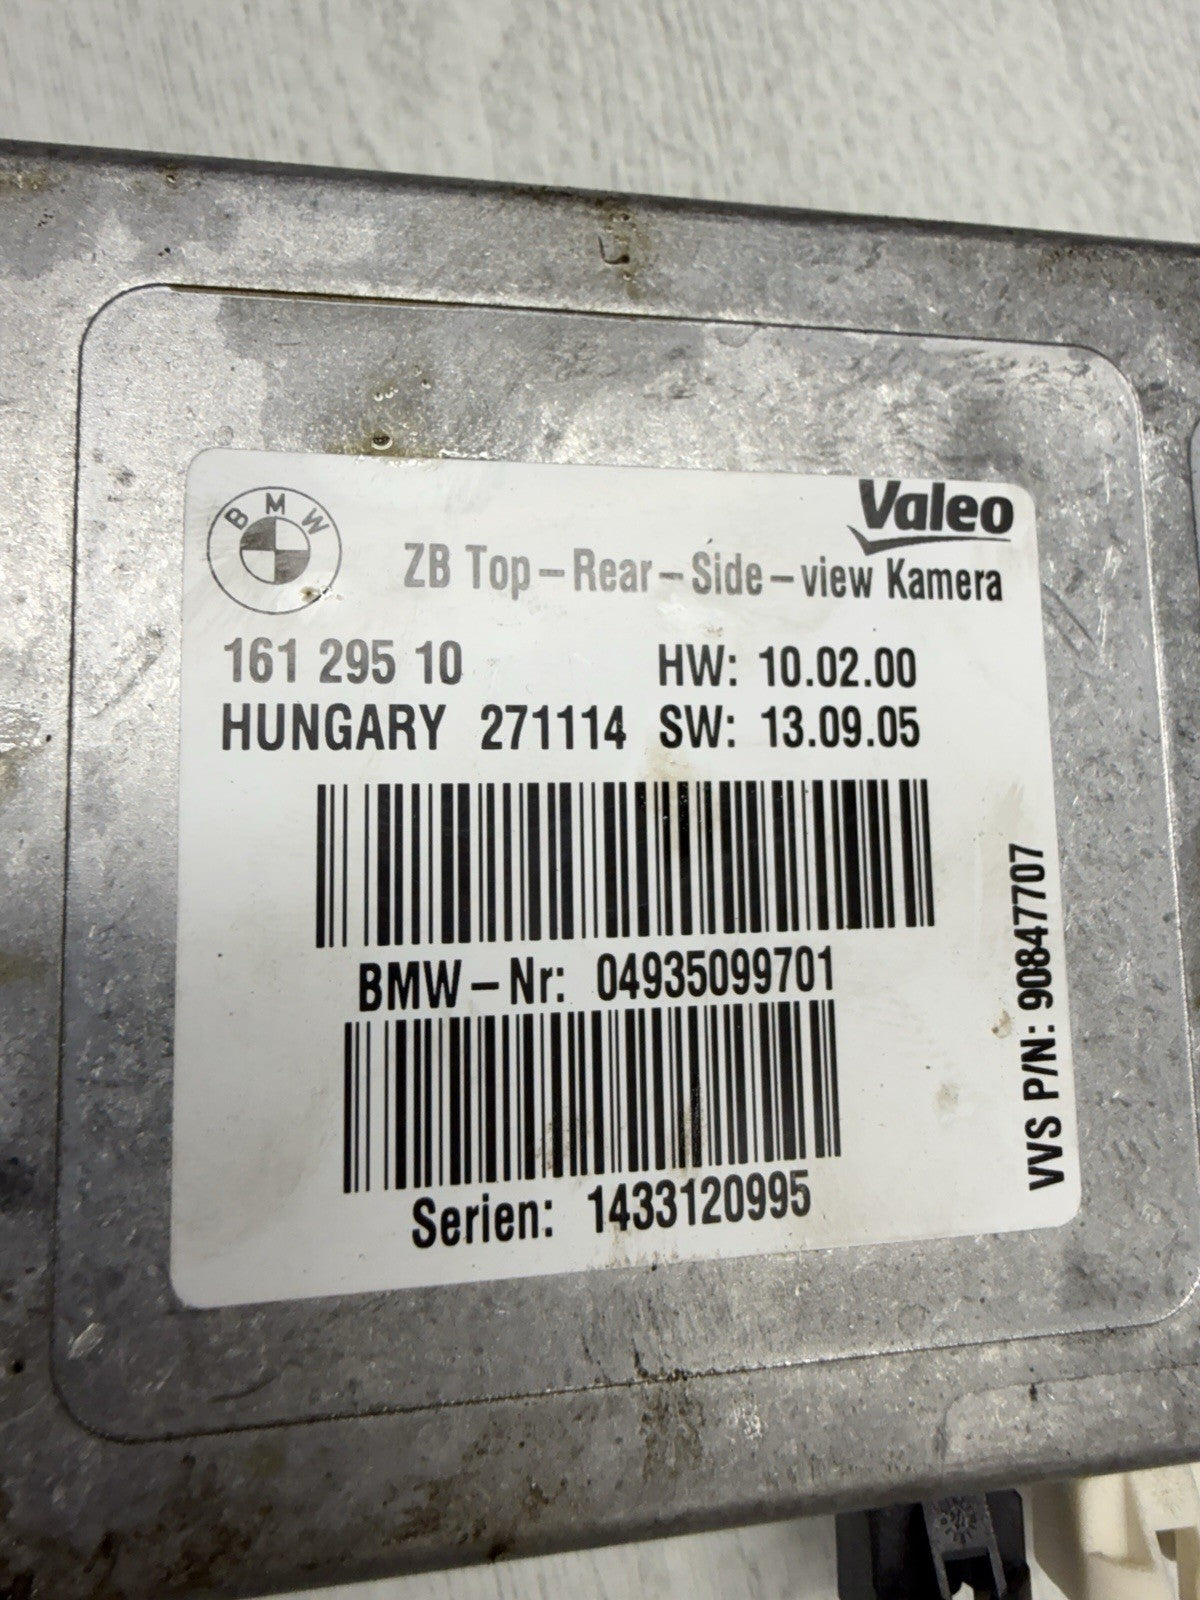 BMW
Valeo
ZB Top-Rear-Side-view Kamera
161 295 10 HW: 10.02.00
HUNGARY 271114 SW: 13.09.05
BMW-Nr: 04935099701
Serien: 1433120995
VVS P/N: 90847707